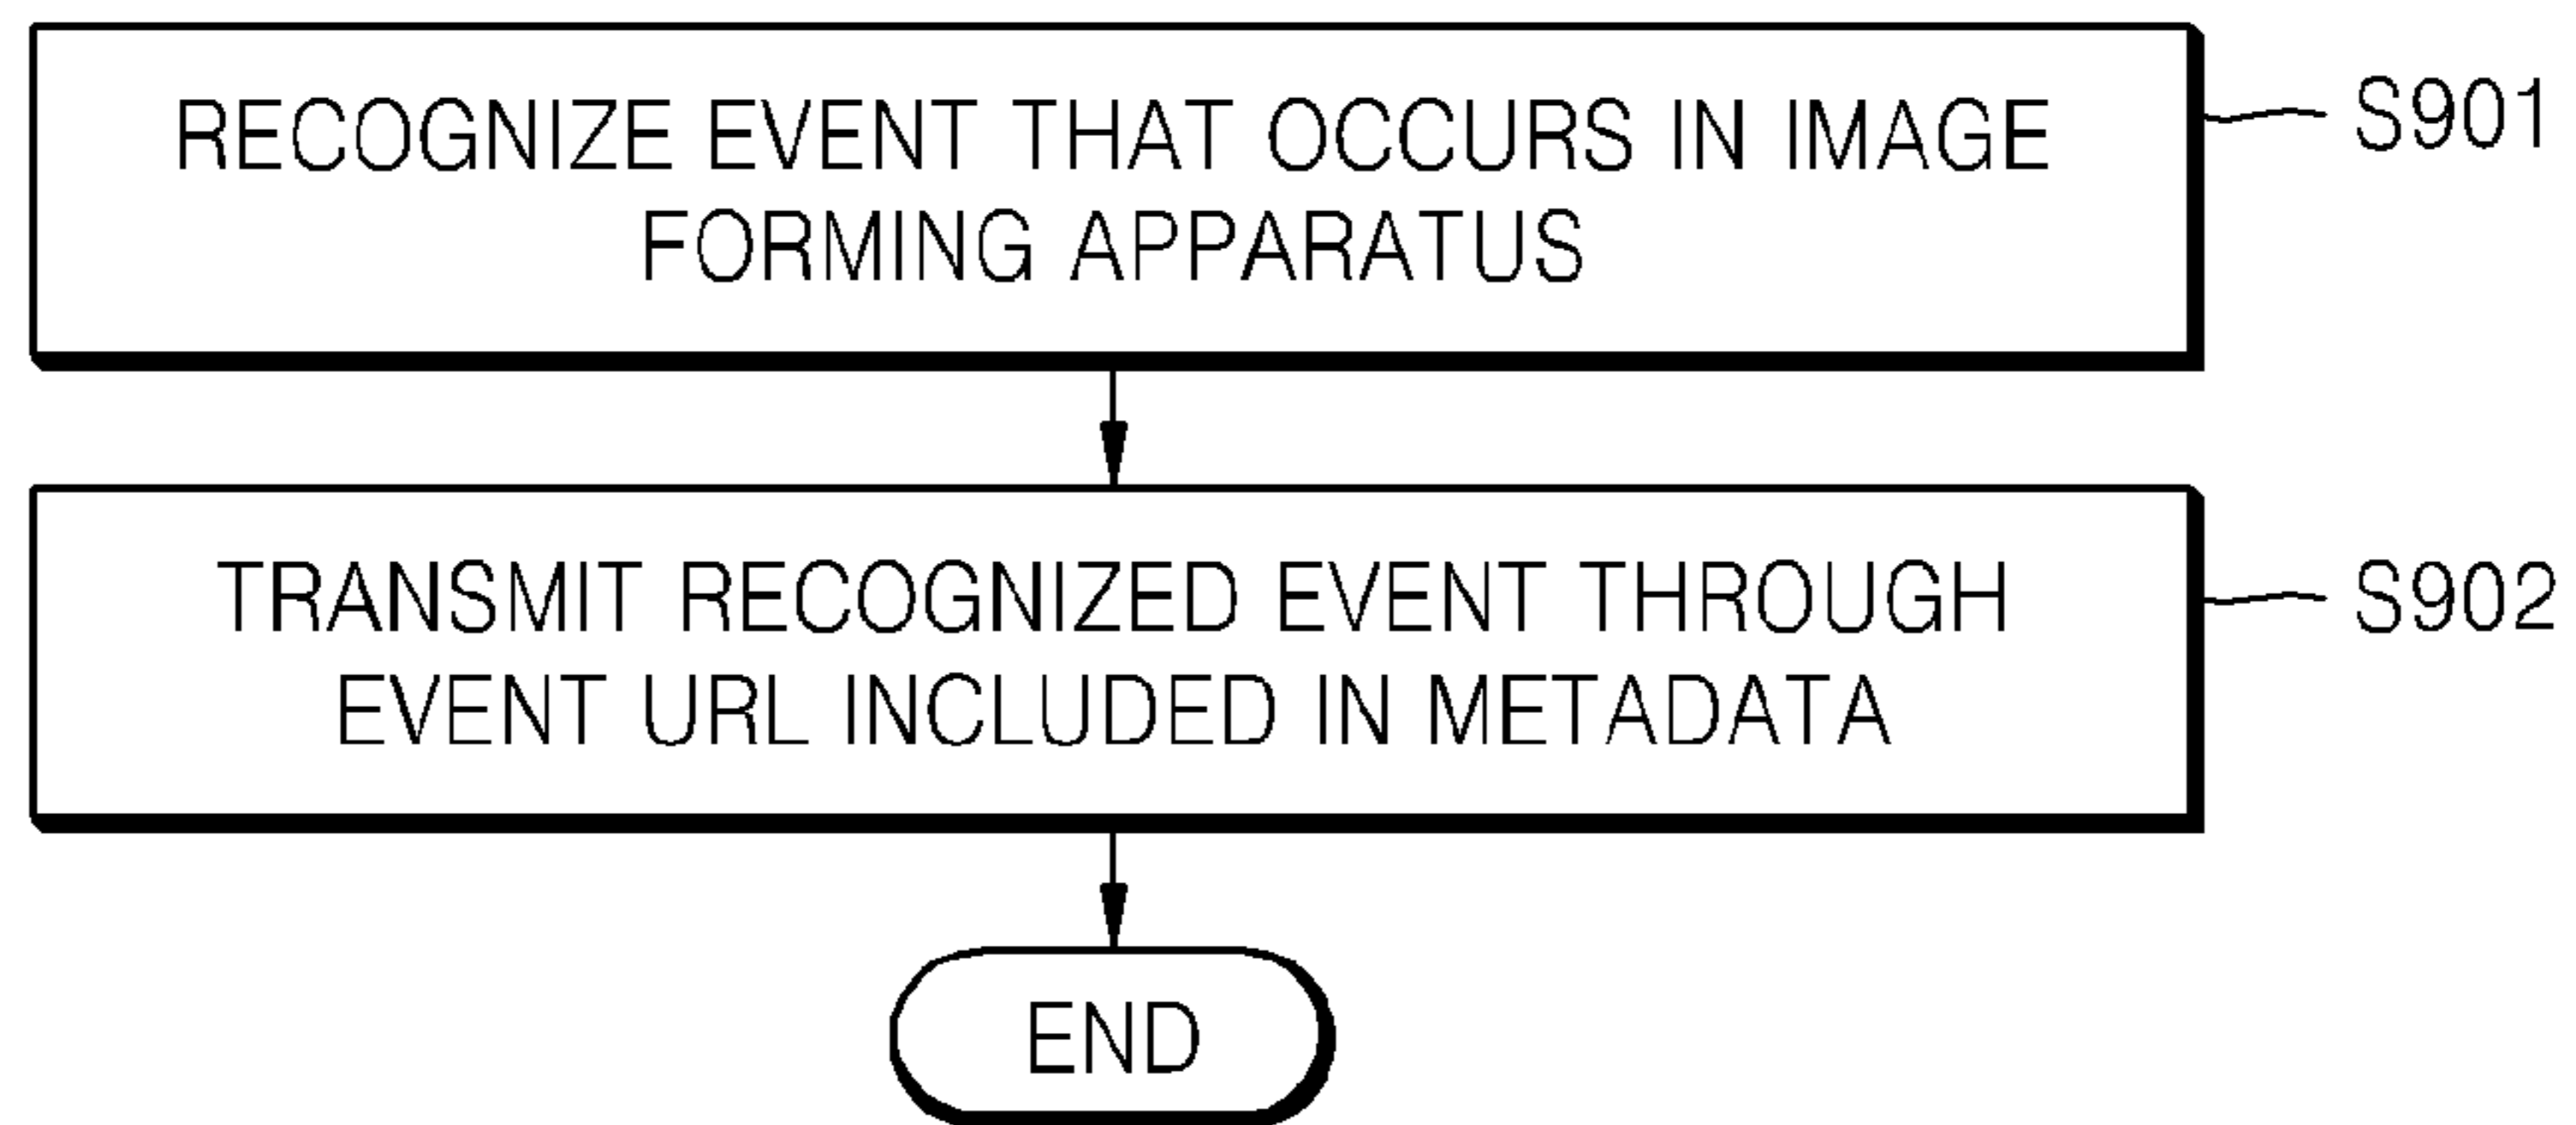 RECOGNIZE EVENT THAT OCCURS IN IMAGE
FORMING APPARATUS
S901
TRANSMIT RECOGNIZED EVENT THROUGH
EVENT URL INCLUDED IN METADATA
S902
END